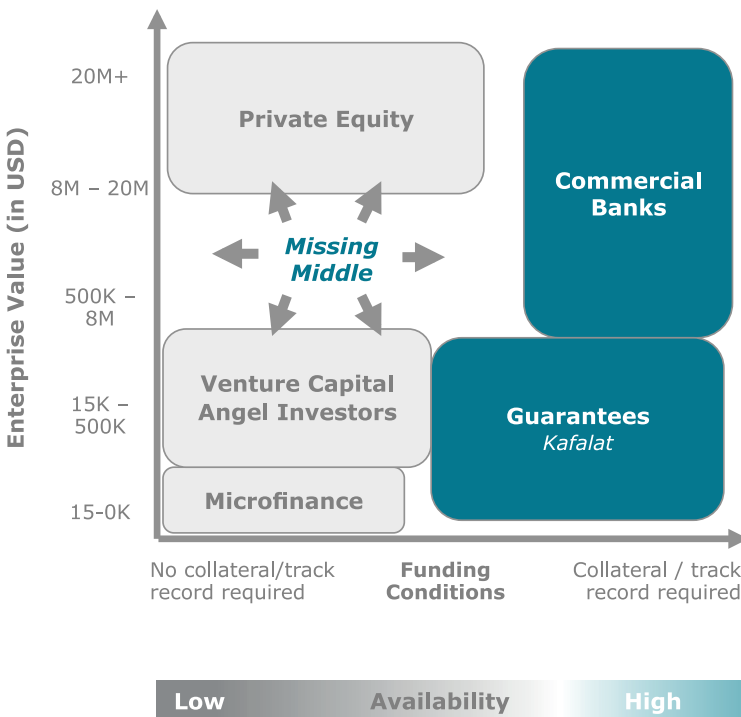 Enterprise Value (in USD)
20M+
8M – 20M
500K –
8M
15K –
500K
15-0K
Private Equity
Commercial
Banks
Missing
Middle
Venture Capital
Angel Investors
Guarantees
Kafalat
Microfinance
No collateral/track
record required
Funding
Conditions
Collateral / track
record required
Low
Availability
High